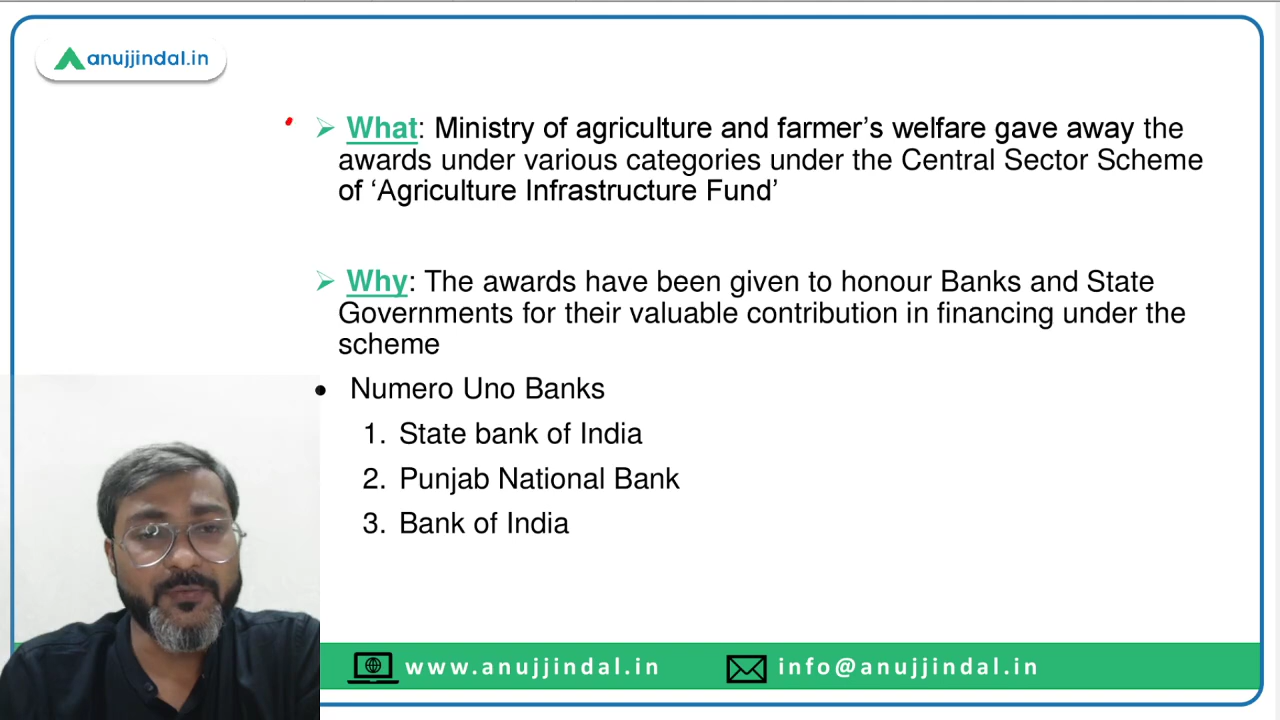 anujjindal.in
What: Ministry of agriculture and farmer’s welfare gave away the
awards under various categories under the Central Sector Scheme
of ‘Agriculture Infrastructure Fund’
Why: The awards have been given to honour Banks and State
Governments for their valuable contribution in financing under the
scheme
• Numero Uno Banks
1. State bank of India
2. Punjab National Bank
3. Bank of India
www.anujjindal.in
info@anujjindal.in